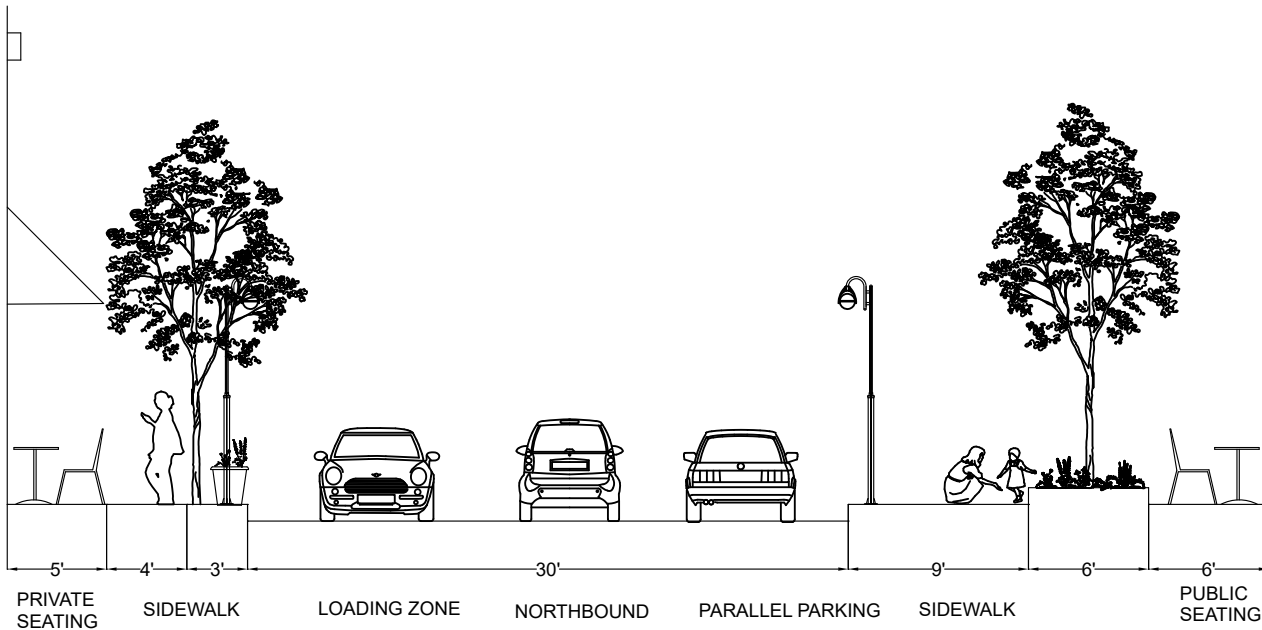 5' 4' 3' 30' 9' 6' 6'
PRIVATE
SEATING
SIDEWALK
LOADING ZONE
NORTHBOUND
PARALLEL PARKING
SIDEWALK
PUBLIC
SEATING